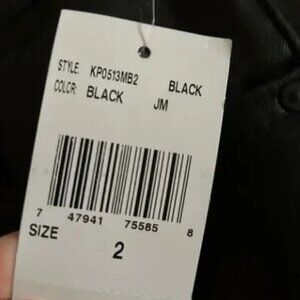 STYLE: KP0513MB2 BLACK
COLOR: BLACK JM
7 47941 75585 8
SIZE 2